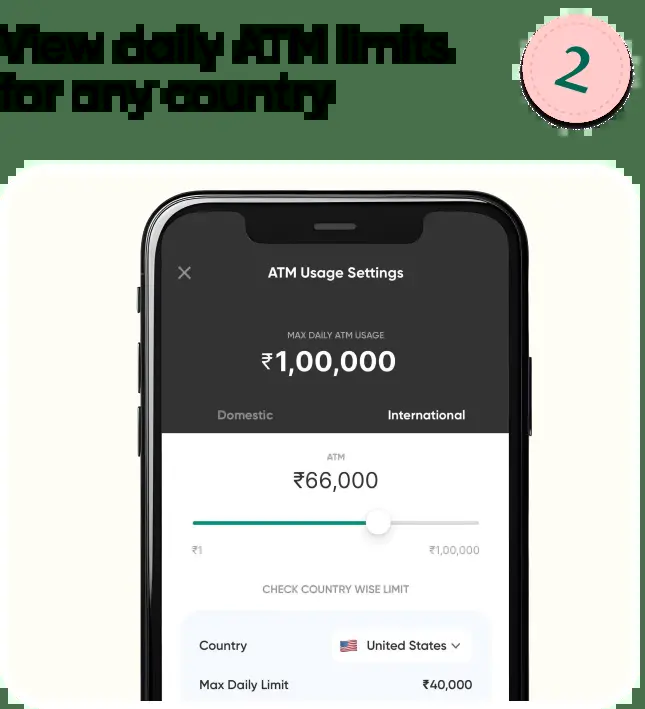 View daily ATM limits
for any country
2
ATM Usage Settings
MAX DAILY ATM USAGE
₹1,00,000
Domestic
International
ATM
₹66,000
₹1
₹1,00,000
CHECK COUNTRY WISE LIMIT
Country
United States
Max Daily Limit
₹40,000